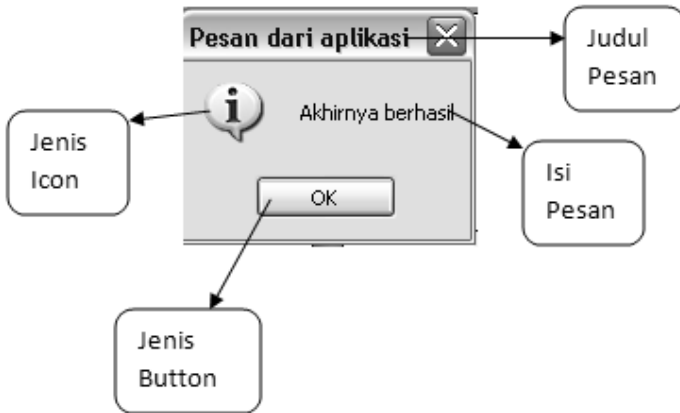 Pesan dari aplikasi
Judul
Pesan
Akhirnya berhasil
Jenis
Icon
Isi
Pesan
OK
Jenis
Button